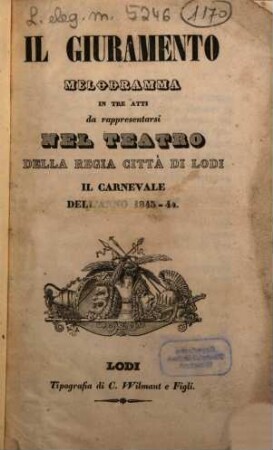 L. eleg. m. 5246
1170
IL GIURAMENTO
MELODRAMMA
IN TRE ATTI
da rappresentarsi
NEL TEATRO
DELLA REGIA CITTÀ DI LODI
IL CARNEVALE
DELL'ANNO 1843-44.
LODI
Tipografia di C. Wilmant e Figli.